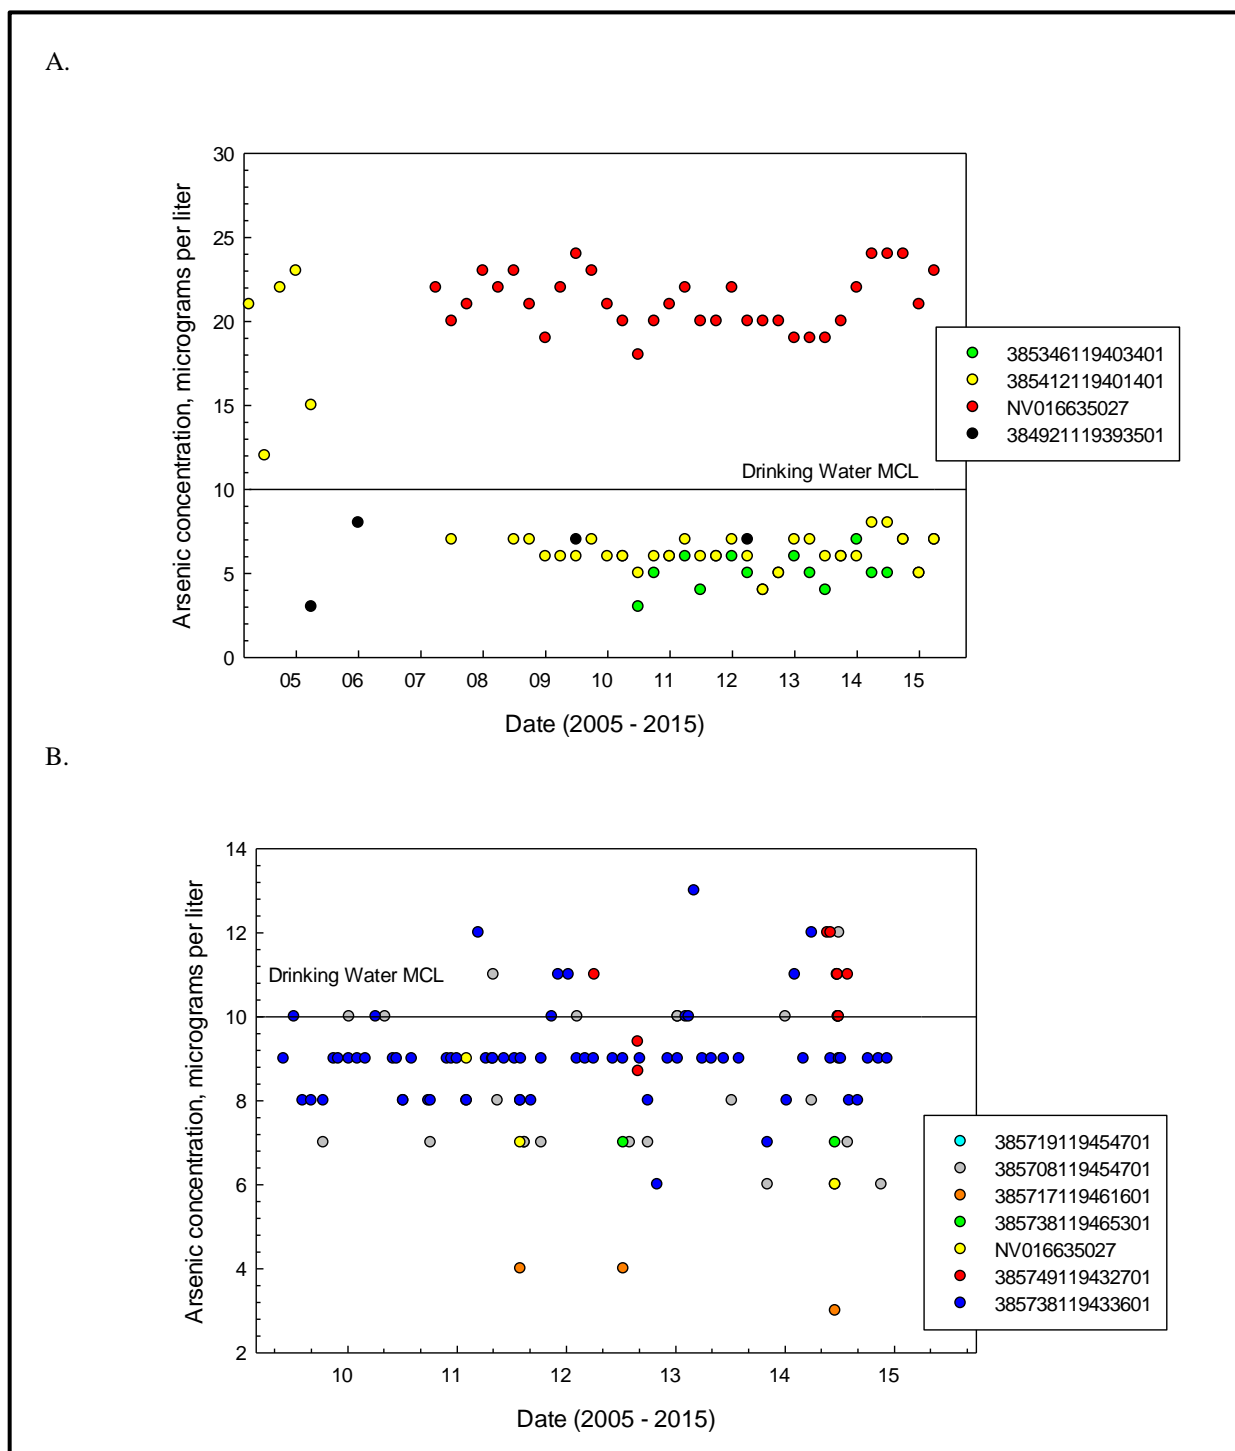 A.
Arsenic concentration, micrograms per liter
30
25
20
15
10
5
0
Drinking Water MCL
385346119403401
385412119401401
NV016635027
384921119393501
05 06 07 08 09 10 11 12 13 14 15
Date (2005 - 2015)
B.
Arsenic concentration, micrograms per liter
14
12
10
8
6
4
2
Drinking Water MCL
385719119454701
385708119454701
385717119461601
385738119465301
NV016635027
385749119432701
385738119433601
10 11 12 13 14 15
Date (2005 - 2015)